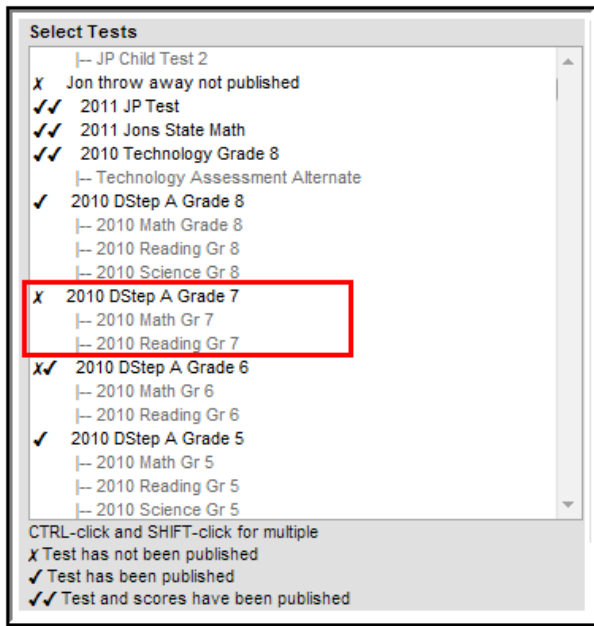 Select Tests
|-- JP Child Test 2
✗ Jon throw away not published
✓✓ 2011 JP Test
✓✓ 2011 Jons State Math
✓✓ 2010 Technology Grade 8
|-- Technology Assessment Alternate
✓ 2010 DStep A Grade 8
|-- 2010 Math Grade 8
|-- 2010 Reading Gr 8
|-- 2010 Science Gr 8
✗ 2010 DStep A Grade 7
|-- 2010 Math Gr 7
|-- 2010 Reading Gr 7
✗✓ 2010 DStep A Grade 6
|-- 2010 Math Gr 6
|-- 2010 Reading Gr 6
✓ 2010 DStep A Grade 5
|-- 2010 Math Gr 5
|-- 2010 Reading Gr 5
|-- 2010 Science Gr 5
CTRL-click and SHIFT-click for multiple
✗ Test has not been published
✓ Test has been published
✓✓ Test and scores have been published